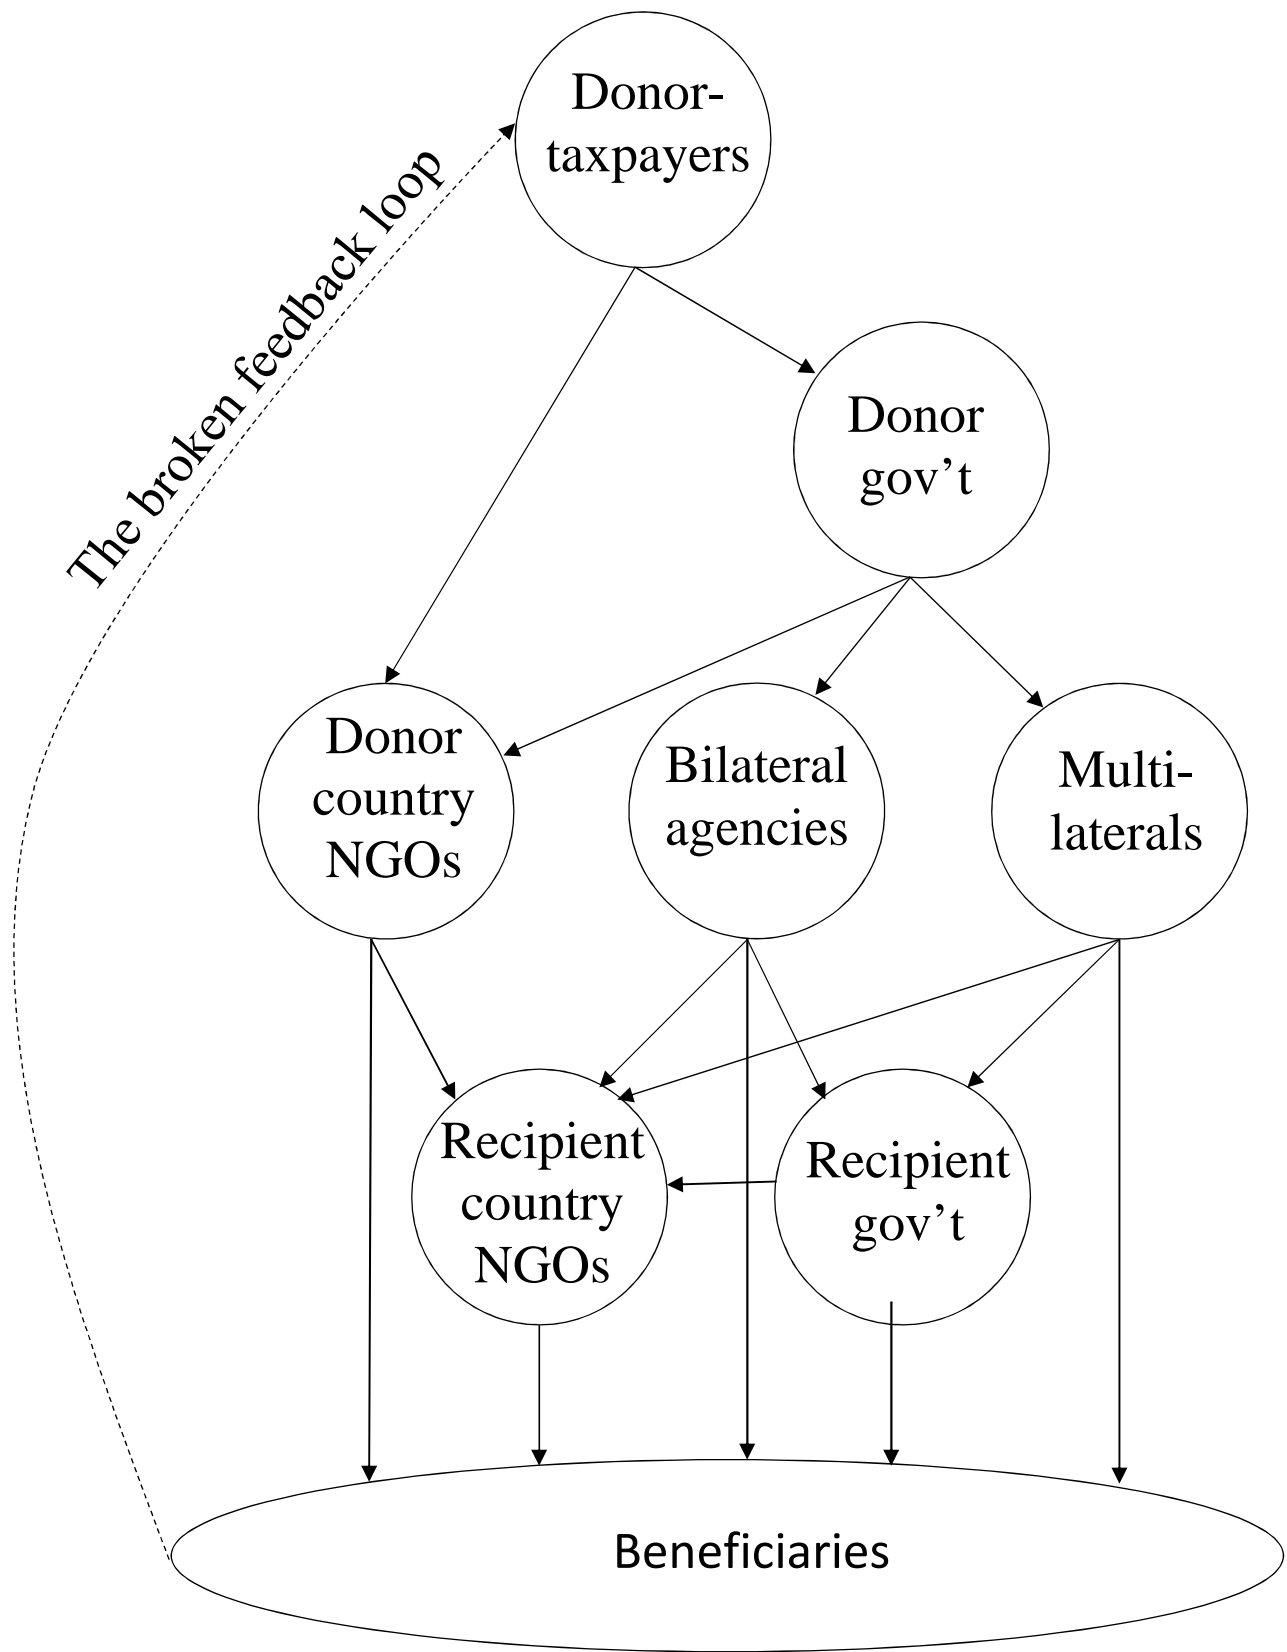 Donor-
taxpayers
The broken feedback loop
Donor
gov’t
Donor
country
NGOs
Bilateral
agencies
Multi-
laterals
Recipient
country
NGOs
Recipient
gov’t
Beneficiaries